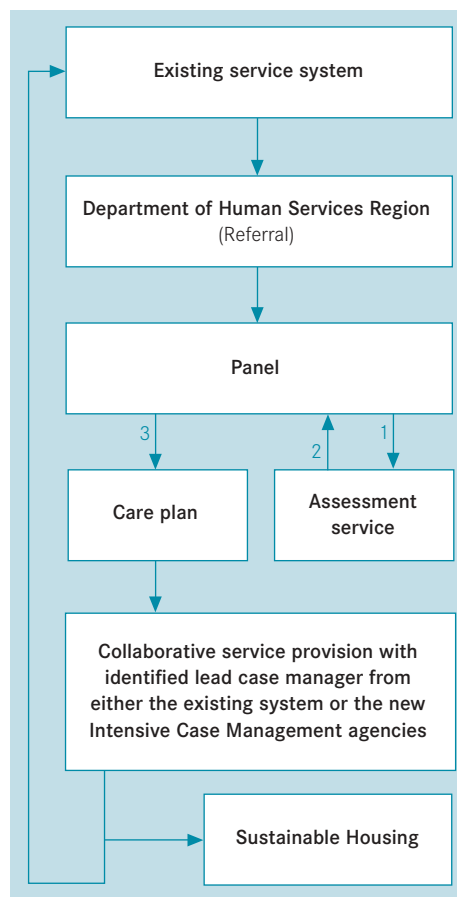 Existing service system
Department of Human Services Region
(Referral)
Panel
3
2
1
Care plan
Assessment
service
Collaborative service provision with
identified lead case manager from
either the existing system or the new
Intensive Case Management agencies
Sustainable Housing